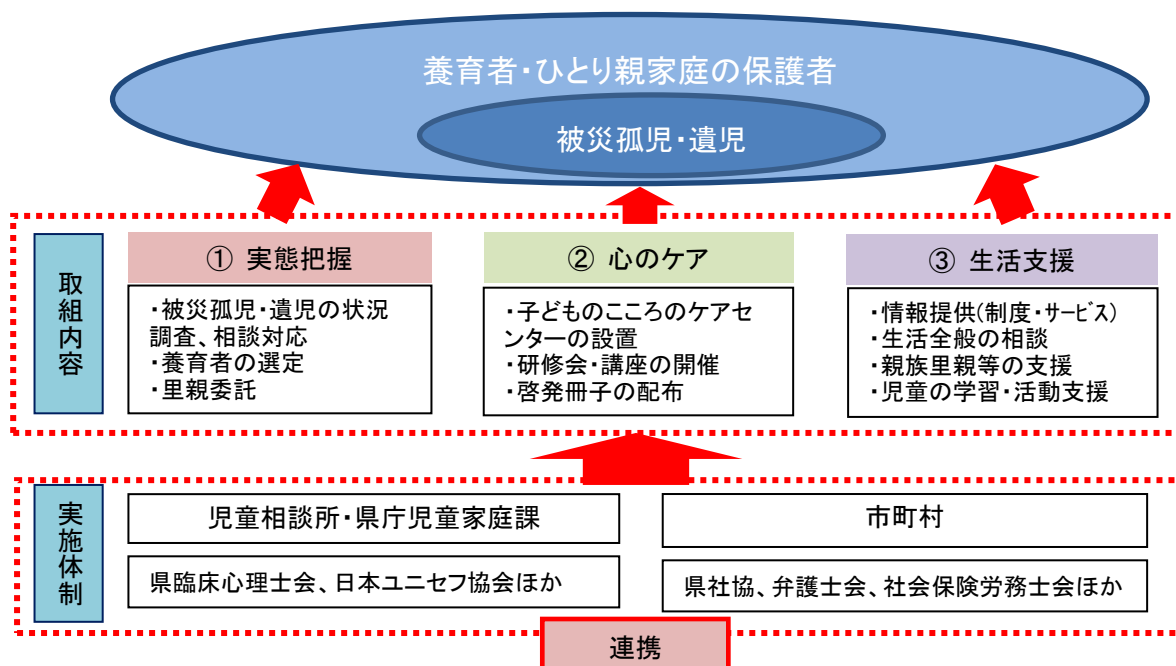 養育者・ひとり親家庭の保護者
被災孤児・遺児
取組内容
① 実態把握
・被災孤児・遺児の状況
調査、相談対応
・養育者の選定
・里親委託
② 心のケア
・子どものこころのケアセ
ンターの設置
・研修会・講座の開催
・啓発冊子の配布
③ 生活支援
・情報提供(制度・ｻｰﾋﾞｽ)
・生活全般の相談
・親族里親等の支援
・児童の学習・活動支援
実施体制
児童相談所・県庁児童家庭課
市町村
県臨床心理士会、日本ユニセフ協会ほか
県社協、弁護士会、社会保険労務士会ほか
連携